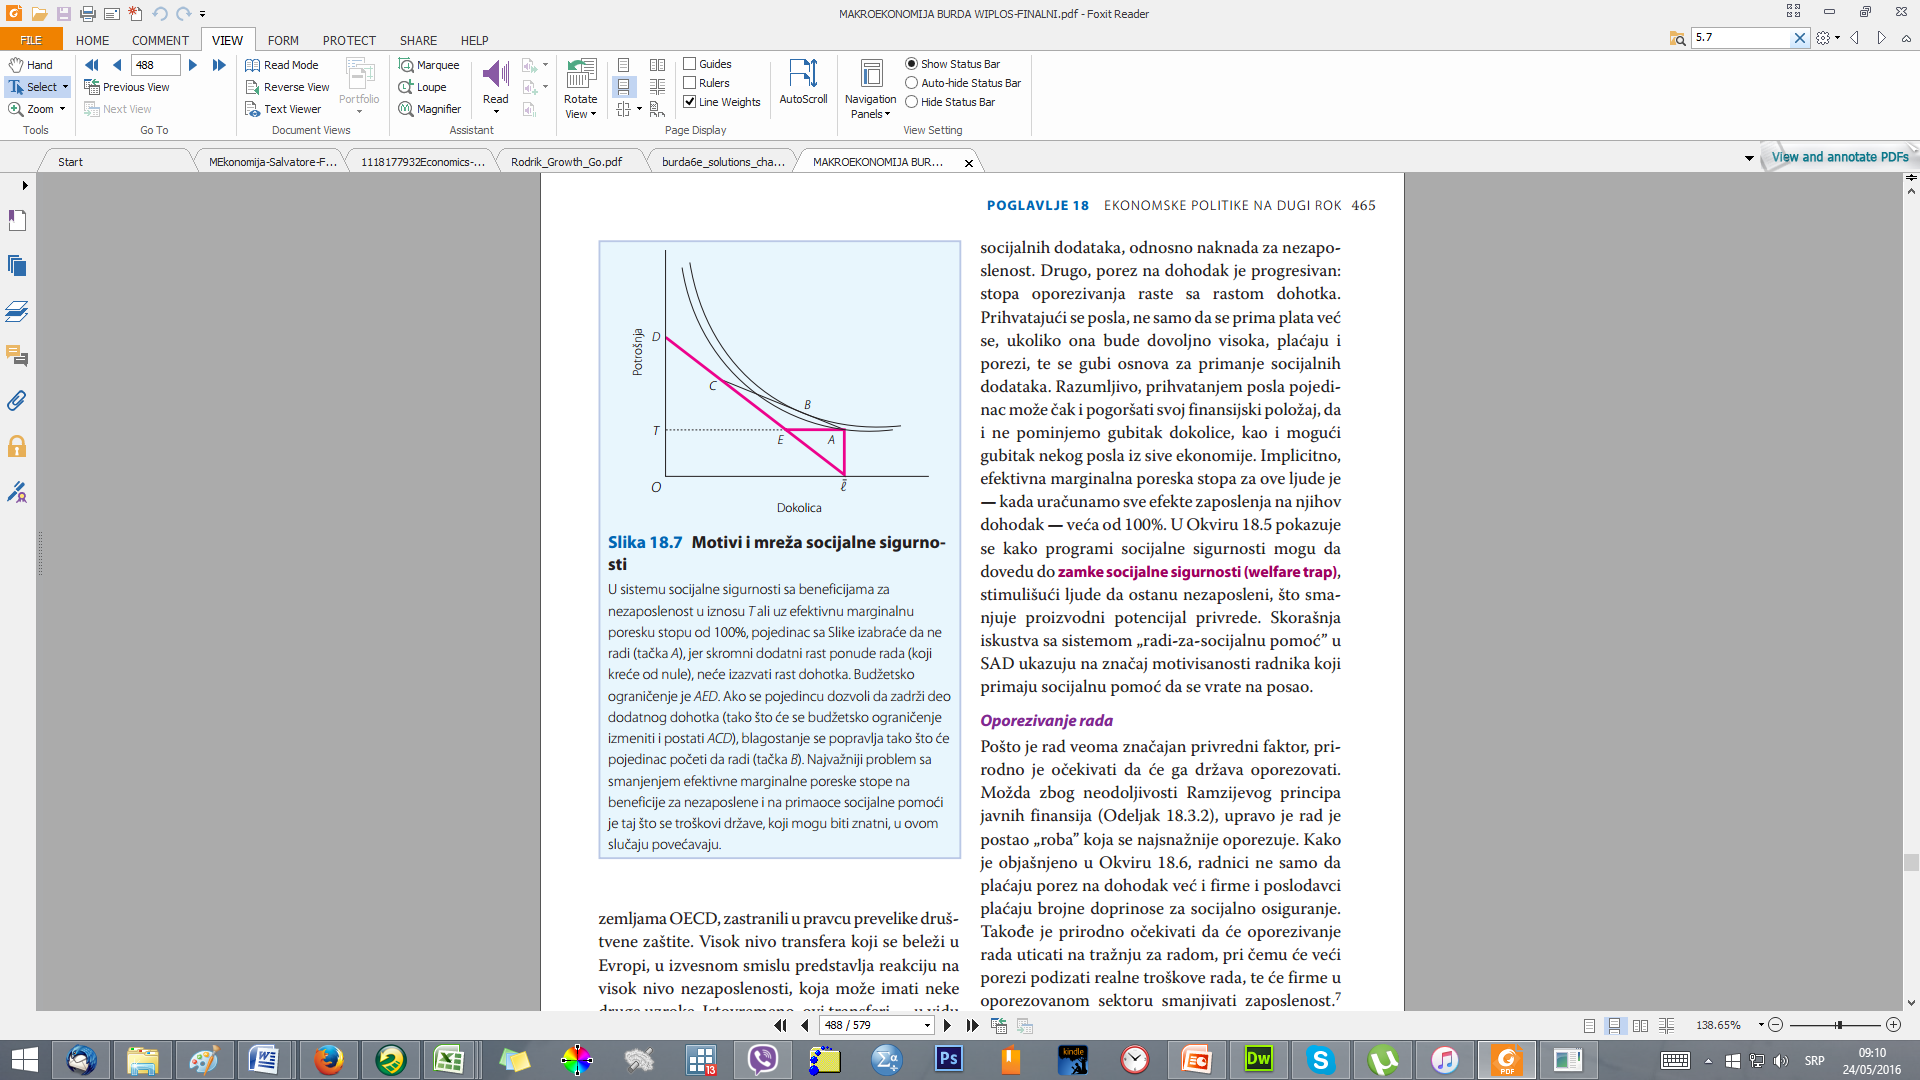 MAKROEKONOMIJA BURDA WIPLOS-FINALNI.pdf - Foxit Reader
FILE HOME COMMENT VIEW FORM PROTECT SHARE HELP
5.7
Hand
Select
Zoom
Tools
488
Previous View
Next View
Go To
Read Mode
Reverse View
Text Viewer
Portfolio
Document Views
Marquee
Loupe
Magnifier
Read
Assistant
Rotate
View
Guides
Rulers
Line Weights
Page Display
AutoScroll
Navigation
Panels
Show Status Bar
Auto-hide Status Bar
Hide Status Bar
View Setting
Start
MEkonomija-Salvatore-F...
1118177932Economics-...
Rodrik_Growth_Go.pdf
burda6e_solutions_cha...
MAKROEKONOMIJA BUR...
View and annotate PDFs
POGLAVLJE 18 EKONOMSKE POLITIKE NA DUGI ROK 465
Potrošnja
D
C
B
T
E
A
O
ℓ̄
Dokolica
Slika 18.7 Motivi i mreža socijalne sigurno-
sti
U sistemu socijalne sigurnosti sa beneficijama za
nezaposlenost u iznosu T ali uz efektivnu marginalnu
poresku stopu od 100%, pojedinac sa Slike izabraće da ne
radi (tačka A), jer skromni dodatni rast ponude rada (koji
kreće od nule), neće izazvati rast dohotka. Budžetsko
ograničenje je AED. Ako se pojedincu dozvoli da zadrži deo
dodatnog dohotka (tako što će se budžetsko ograničenje
izmeniti i postati ACD), blagostanje se popravlja tako što će
pojedinac početi da radi (tačka B). Najvažniji problem sa
smanjenjem efektivne marginalne poreske stope na
beneficije za nezaposlene i na primaoce socijalne pomoći
je taj što se troškovi države, koji mogu biti znatni, u ovom
slučaju povećavaju.
zemljama OECD, zastranili u pravcu prevelike druš-
tvene zaštite. Visok nivo transfera koji se beleži u
Evropi, u izvesnom smislu predstavlja reakciju na
visok nivo nezaposlenosti, koja može imati neke
socijalnih dodataka, odnosno naknada za nezapo-
slenost. Drugo, porez na dohodak je progresivan:
stopa oporezivanja raste sa rastom dohotka.
Prihvatajući se posla, ne samo da se prima plata već
se, ukoliko ona bude dovoljno visoka, plaćaju i
porezi, te se gubi osnova za primanje socijalnih
dodataka. Razumljivo, prihvatanjem posla pojedi-
nac može čak i pogoršati svoj finansijski položaj, da
i ne pominjemo gubitak dokolice, kao i mogući
gubitak nekog posla iz sive ekonomije. Implicitno,
efektivna marginalna poreska stopa za ove ljude je
— kada uračunamo sve efekte zaposlenja na njihov
dohodak — veća od 100%. U Okviru 18.5 pokazuje
se kako programi socijalne sigurnosti mogu da
dovedu do zamke socijalne sigurnosti (welfare trap),
stimulišući ljude da ostanu nezaposleni, što sma-
njuje proizvodni potencijal privrede. Skorašnja
iskustva sa sistemom „radi-za-socijalnu pomoć” u
SAD ukazuju na značaj motivisanosti radnika koji
primaju socijalnu pomoć da se vrate na posao.
Oporezivanje rada
Pošto je rad veoma značajan privredni faktor, pri-
rodno je očekivati da će ga država oporezovati.
Možda zbog neodoljivosti Ramzijevog principa
javnih finansija (Odeljak 18.3.2), upravo je rad je
postao „roba” koja se najsnažnije oporezuje. Kako
je objašnjeno u Okviru 18.6, radnici ne samo da
plaćaju porez na dohodak već i firme i poslodavci
plaćaju brojne doprinose za socijalno osiguranje.
Takođe je prirodno očekivati da će oporezivanje
rada uticati na tražnju za radom, pri čemu će veći
porezi podizati realne troškove rada, te će firme u
oporezovanom sektoru smanjivati zaposlenost.7
488 / 579
138.65%
13
Ps
kindle
Dw
PDF
SRP
09:10
24/05/2016